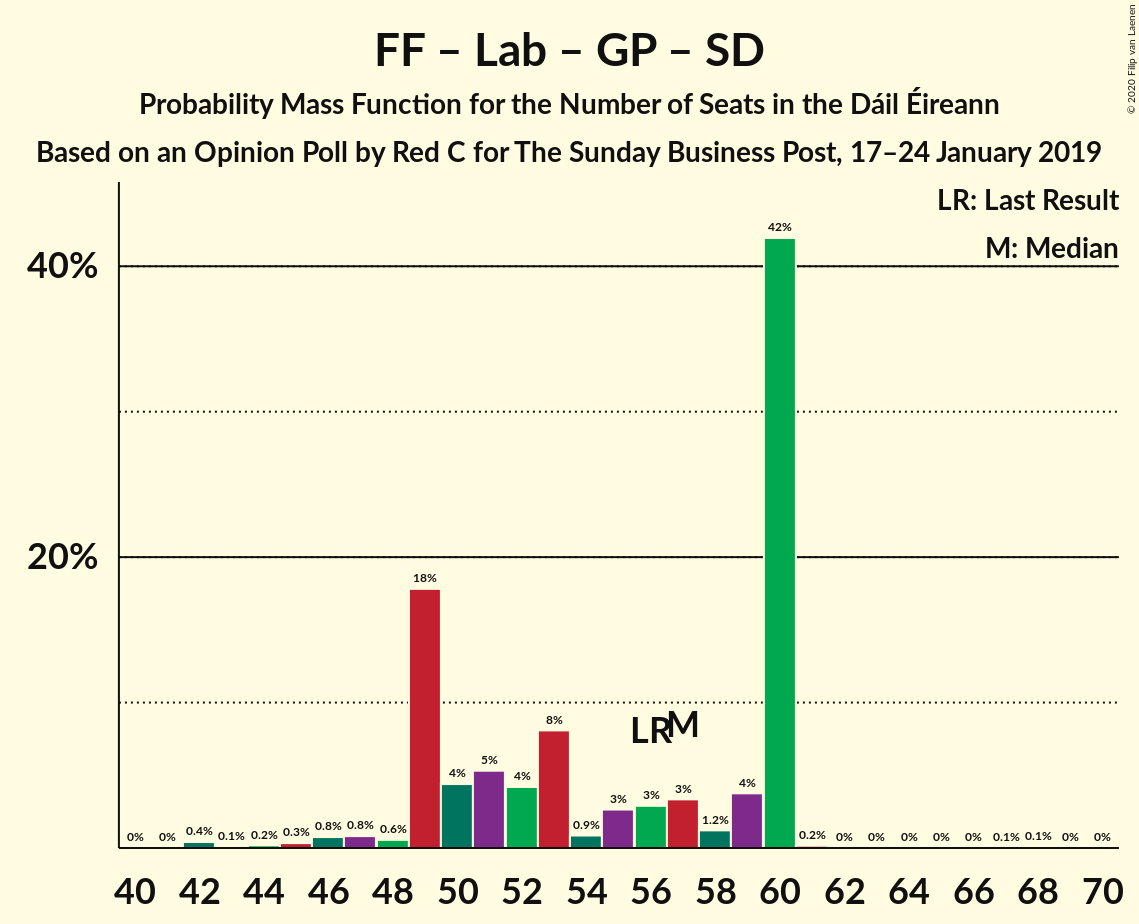 FF – Lab – GP – SD
Probability Mass Function for the Number of Seats in the Dáil Éireann
Based on an Opinion Poll by Red C for The Sunday Business Post, 17–24 January 2019
© 2020 Filip van Laenen
LR: Last Result
M: Median
40%
20%
0% 0% 0.4% 0.1% 0.2% 0.3% 0.8% 0.8% 0.6% 18% 4% 5% 4% 8% 0.9% 3% 3% 3% 1.2% 4% 42% 0.2% 0% 0% 0% 0% 0% 0.1% 0.1% 0% 0%
LR M
40 42 44 46 48 50 52 54 56 58 60 62 64 66 68 70